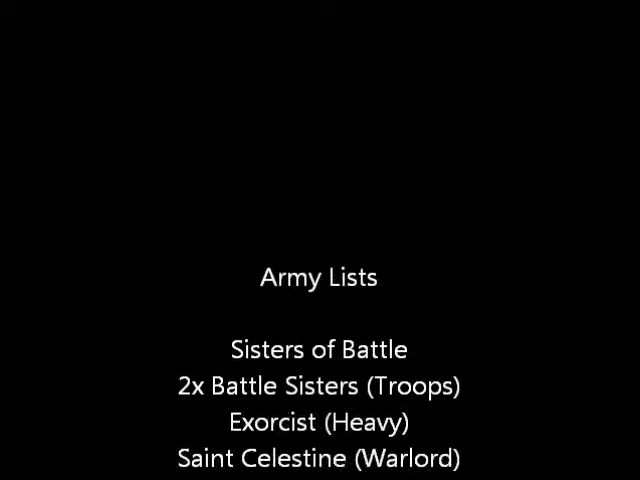 Army Lists
Sisters of Battle
2x Battle Sisters (Troops)
Exorcist (Heavy)
Saint Celestine (Warlord)